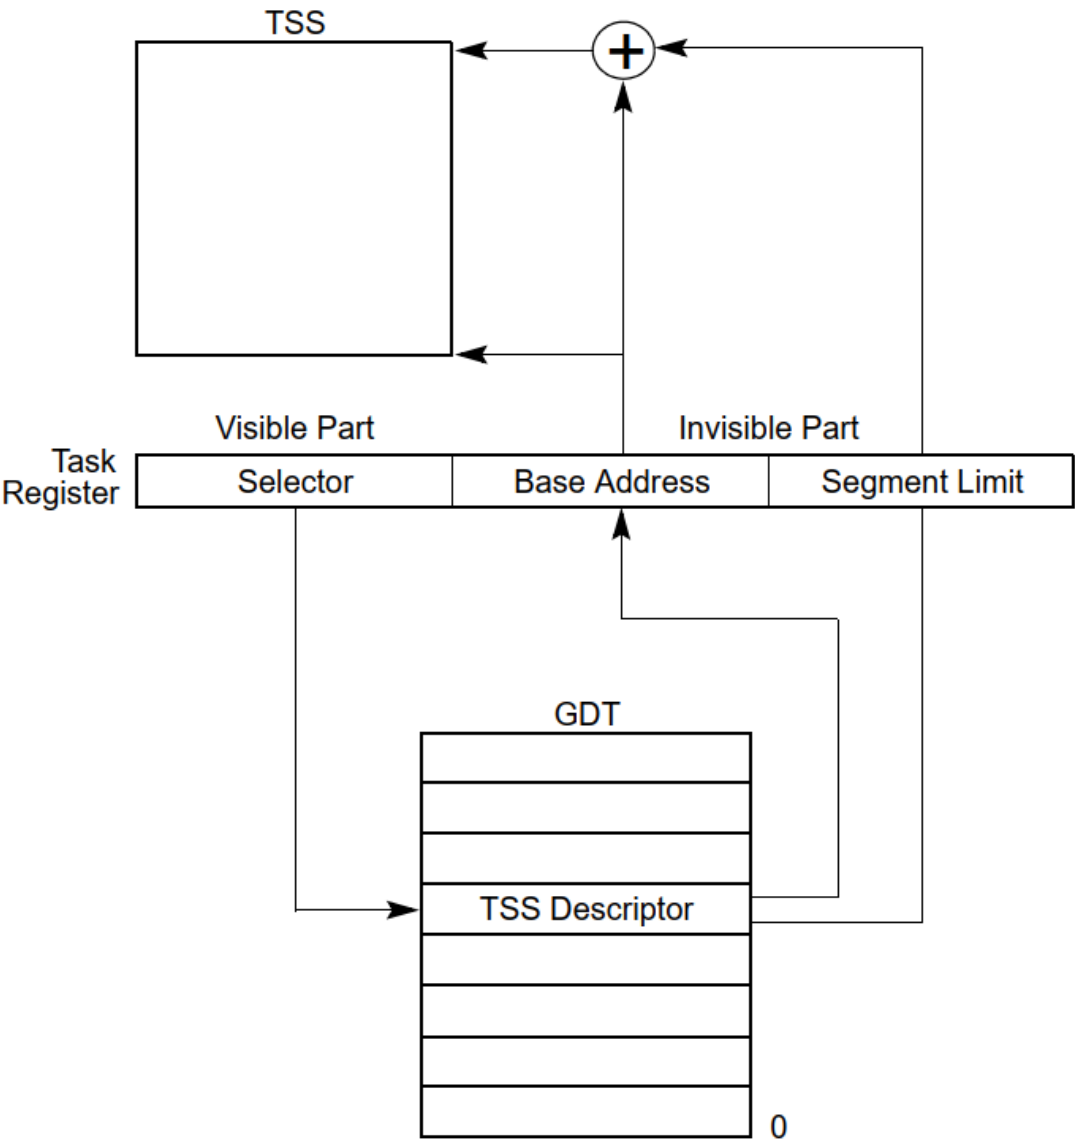 TSS
+
Visible Part
Invisible Part
Task
Register
Selector
Base Address
Segment Limit
GDT
TSS Descriptor
0